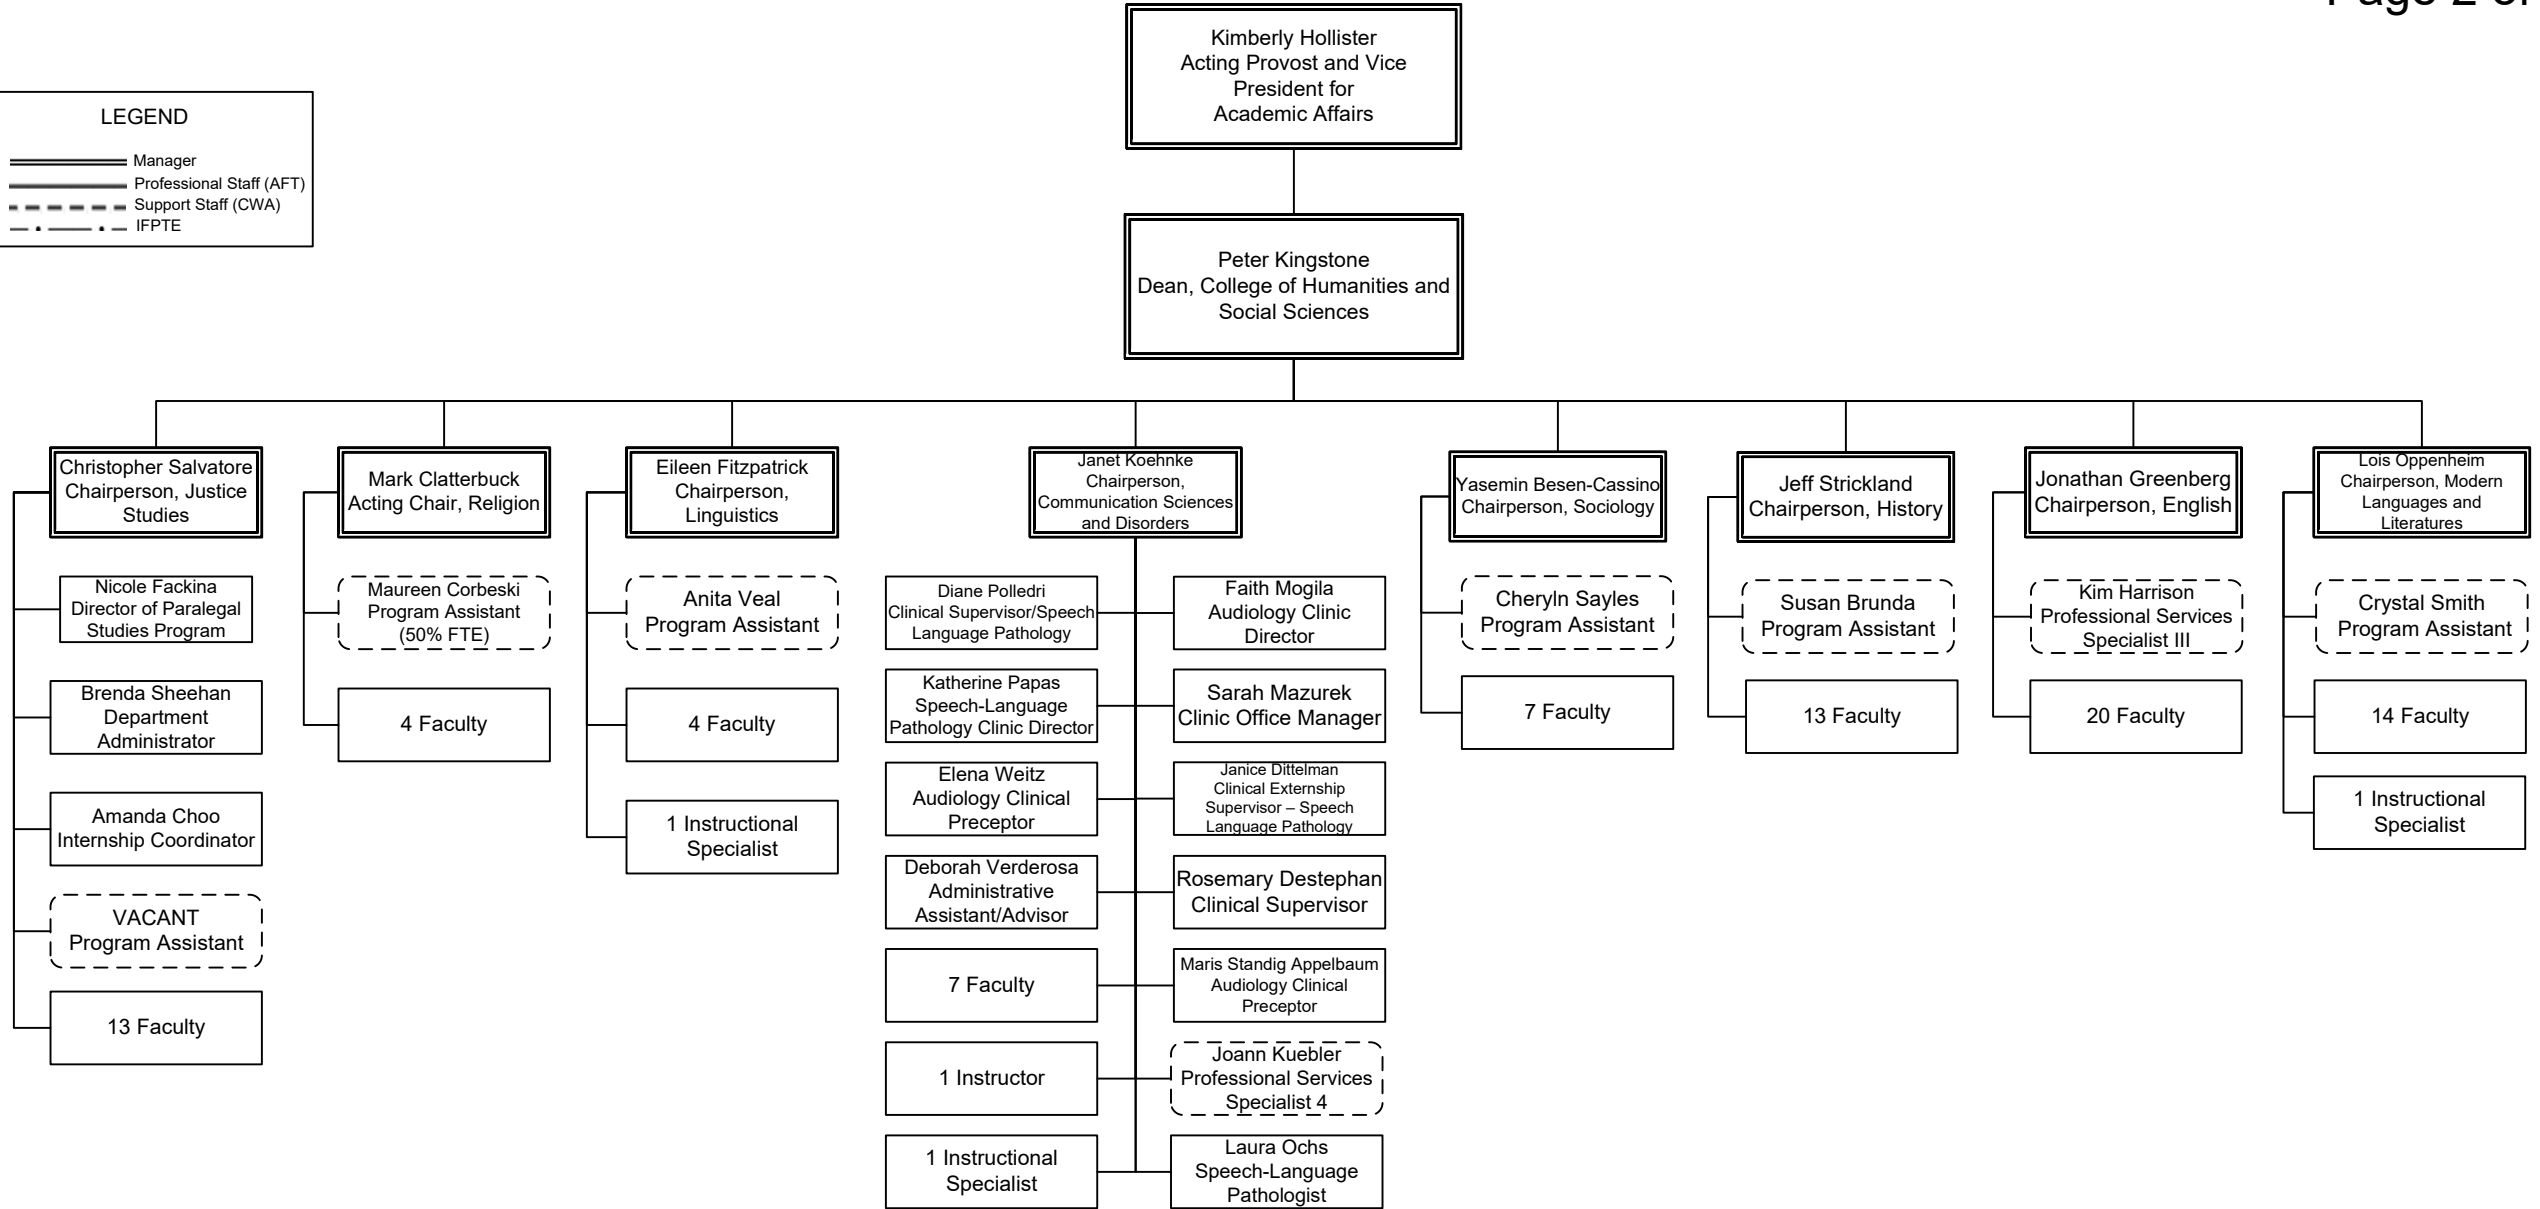 Page 2 of
Kimberly Hollister
Acting Provost and Vice
President for
Academic Affairs
LEGEND
Manager
Professional Staff (AFT)
Support Staff (CWA)
IFPTE
Peter Kingstone
Dean, College of Humanities and
Social Sciences
Christopher Salvatore
Chairperson, Justice
Studies
Nicole Fackina
Director of Paralegal
Studies Program
Brenda Sheehan
Department
Administrator
Amanda Choo
Internship Coordinator
VACANT
Program Assistant
13 Faculty
Mark Clatterbuck
Acting Chair, Religion
Maureen Corbeski
Program Assistant
(50% FTE)
4 Faculty
Eileen Fitzpatrick
Chairperson,
Linguistics
Anita Veal
Program Assistant
4 Faculty
1 Instructional
Specialist
Janet Koehnke
Chairperson,
Communication Sciences
and Disorders
Diane Polledri
Clinical Supervisor/Speech
Language Pathology
Katherine Papas
Speech-Language
Pathology Clinic Director
Elena Weitz
Audiology Clinical
Preceptor
Deborah Verderosa
Administrative
Assistant/Advisor
7 Faculty
1 Instructor
1 Instructional
Specialist
Faith Mogila
Audiology Clinic
Director
Sarah Mazurek
Clinic Office Manager
Janice Dittelman
Clinical Externship
Supervisor – Speech
Language Pathology
Rosemary Destephan
Clinical Supervisor
Maris Standig Appelbaum
Audiology Clinical
Preceptor
Joann Kuebler
Professional Services
Specialist 4
Laura Ochs
Speech-Language
Pathologist
Yasemin Besen-Cassino
Chairperson, Sociology
Cheryln Sayles
Program Assistant
7 Faculty
Jeff Strickland
Chairperson, History
Susan Brunda
Program Assistant
13 Faculty
Jonathan Greenberg
Chairperson, English
Kim Harrison
Professional Services
Specialist III
20 Faculty
Lois Oppenheim
Chairperson, Modern
Languages and
Literatures
Crystal Smith
Program Assistant
14 Faculty
1 Instructional
Specialist